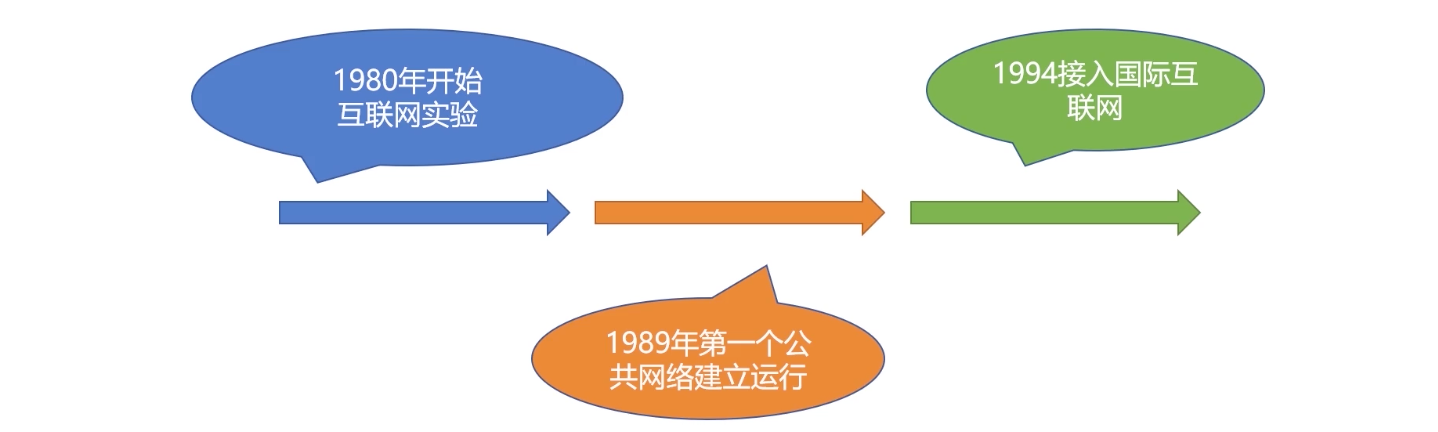 1980年开始
互联网实验
1994接入国际互
联网
1989年第一个公
共网络建立运行